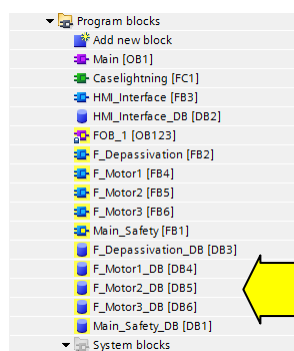 Program blocks
Add new block
Main [OB1]
Caselightning [FC1]
HMI_Interface [FB3]
HMI_Interface_DB [DB2]
FOB_1 [OB123]
F_Depassivation [FB2]
F_Motor1 [FB4]
F_Motor2 [FB5]
F_Motor3 [FB6]
Main_Safety [FB1]
F_Depassivation_DB [DB3]
F_Motor1_DB [DB4]
F_Motor2_DB [DB5]
F_Motor3_DB [DB6]
Main_Safety_DB [DB1]
System blocks